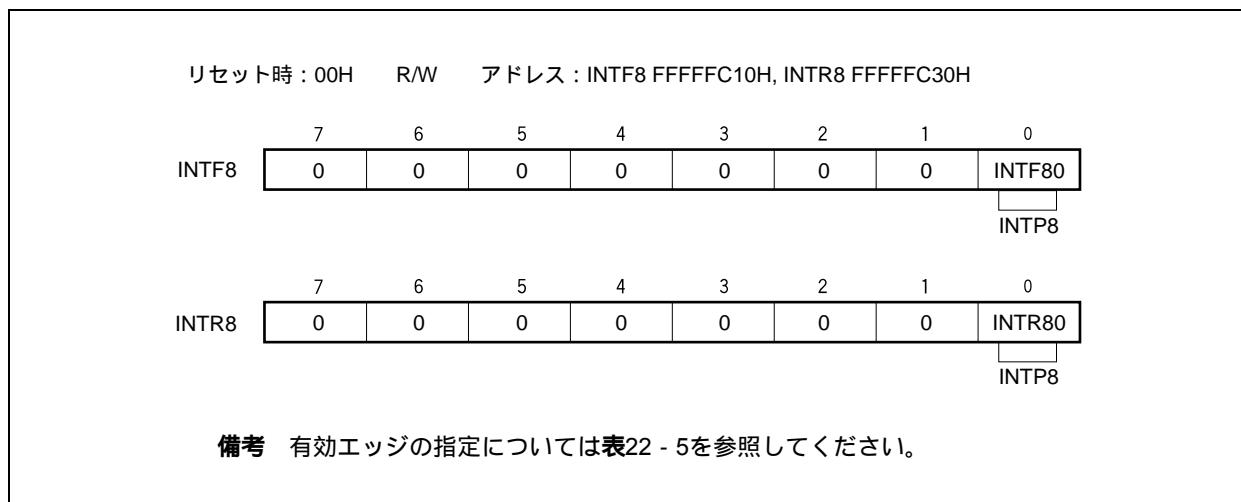 リセット時：00H R/W アドレス：INTF8 FFFFFC10H, INTR8 FFFFFC30H
7 6 5 4 3 2 1 0
INTF8 0 0 0 0 0 0 0 INTF80
INTP8
7 6 5 4 3 2 1 0
INTR8 0 0 0 0 0 0 0 INTR80
INTP8
備考 有効エッジの指定については表22 - 5を参照してください。